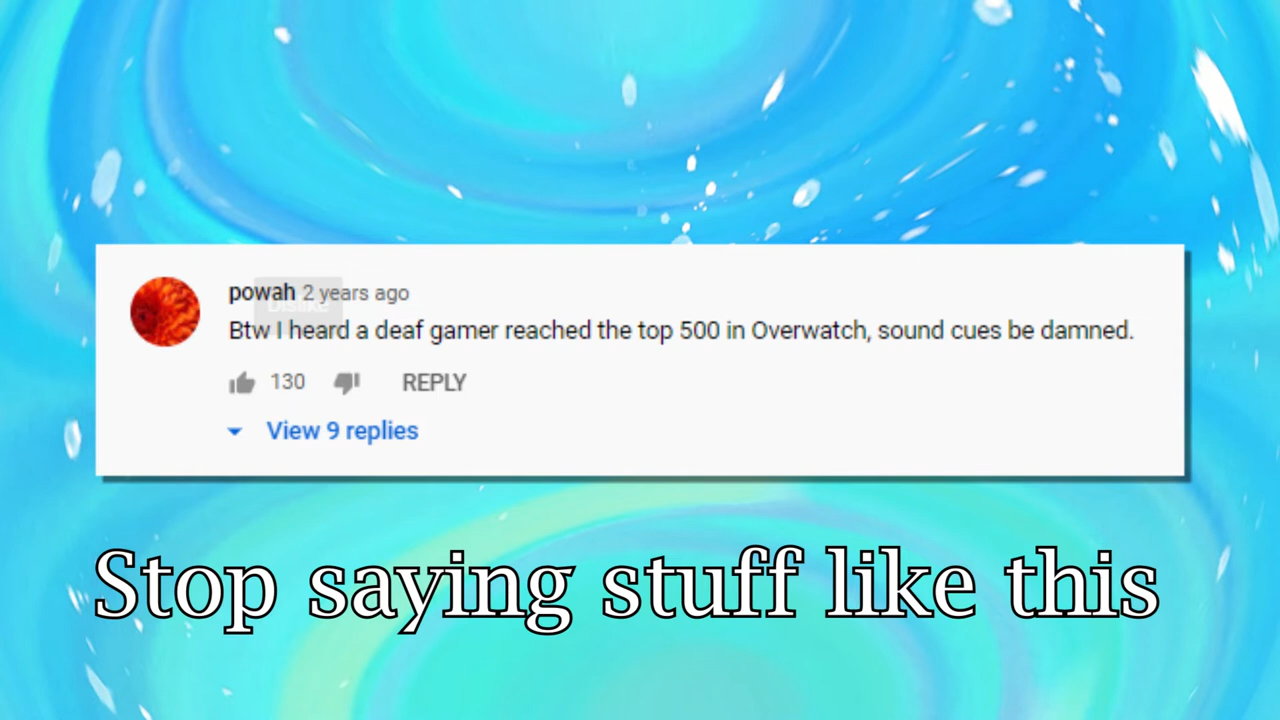 powah 2 years ago
DISLIKE
Btw I heard a deaf gamer reached the top 500 in Overwatch, sound cues be damned.
130 REPLY
View 9 replies
Stop saying stuff like this